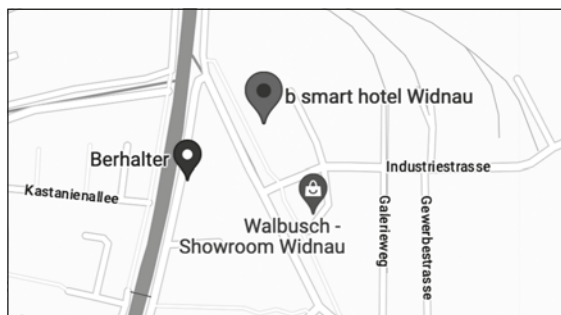 b smart hotel Widnau
Berhalter
Industriestrasse
Kastanienallee
Walbusch -
Showroom Widnau
Galerieweg
Gewerbestrasse